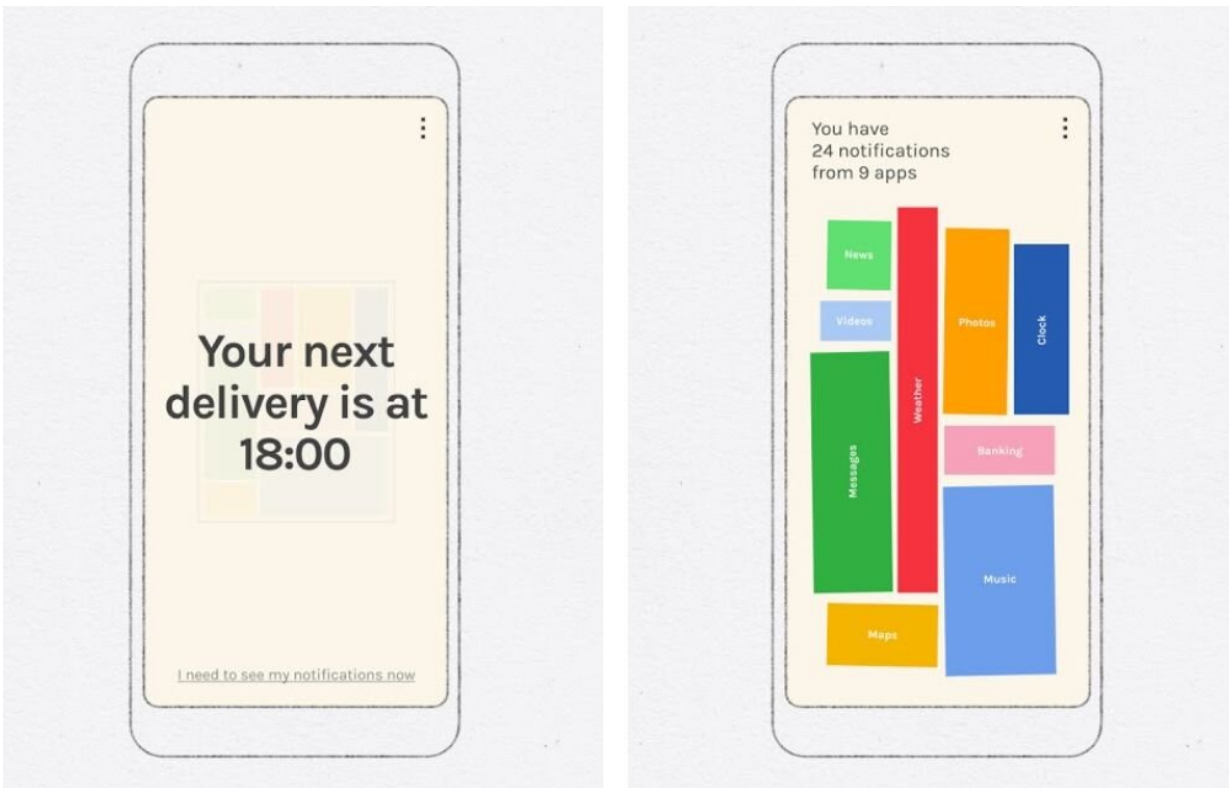 Your next
delivery is at
18:00
I need to see my notifications now
You have
24 notifications
from 9 apps
News
Videos
Messages
Weather
Photos
Clock
Banking
Music
Maps